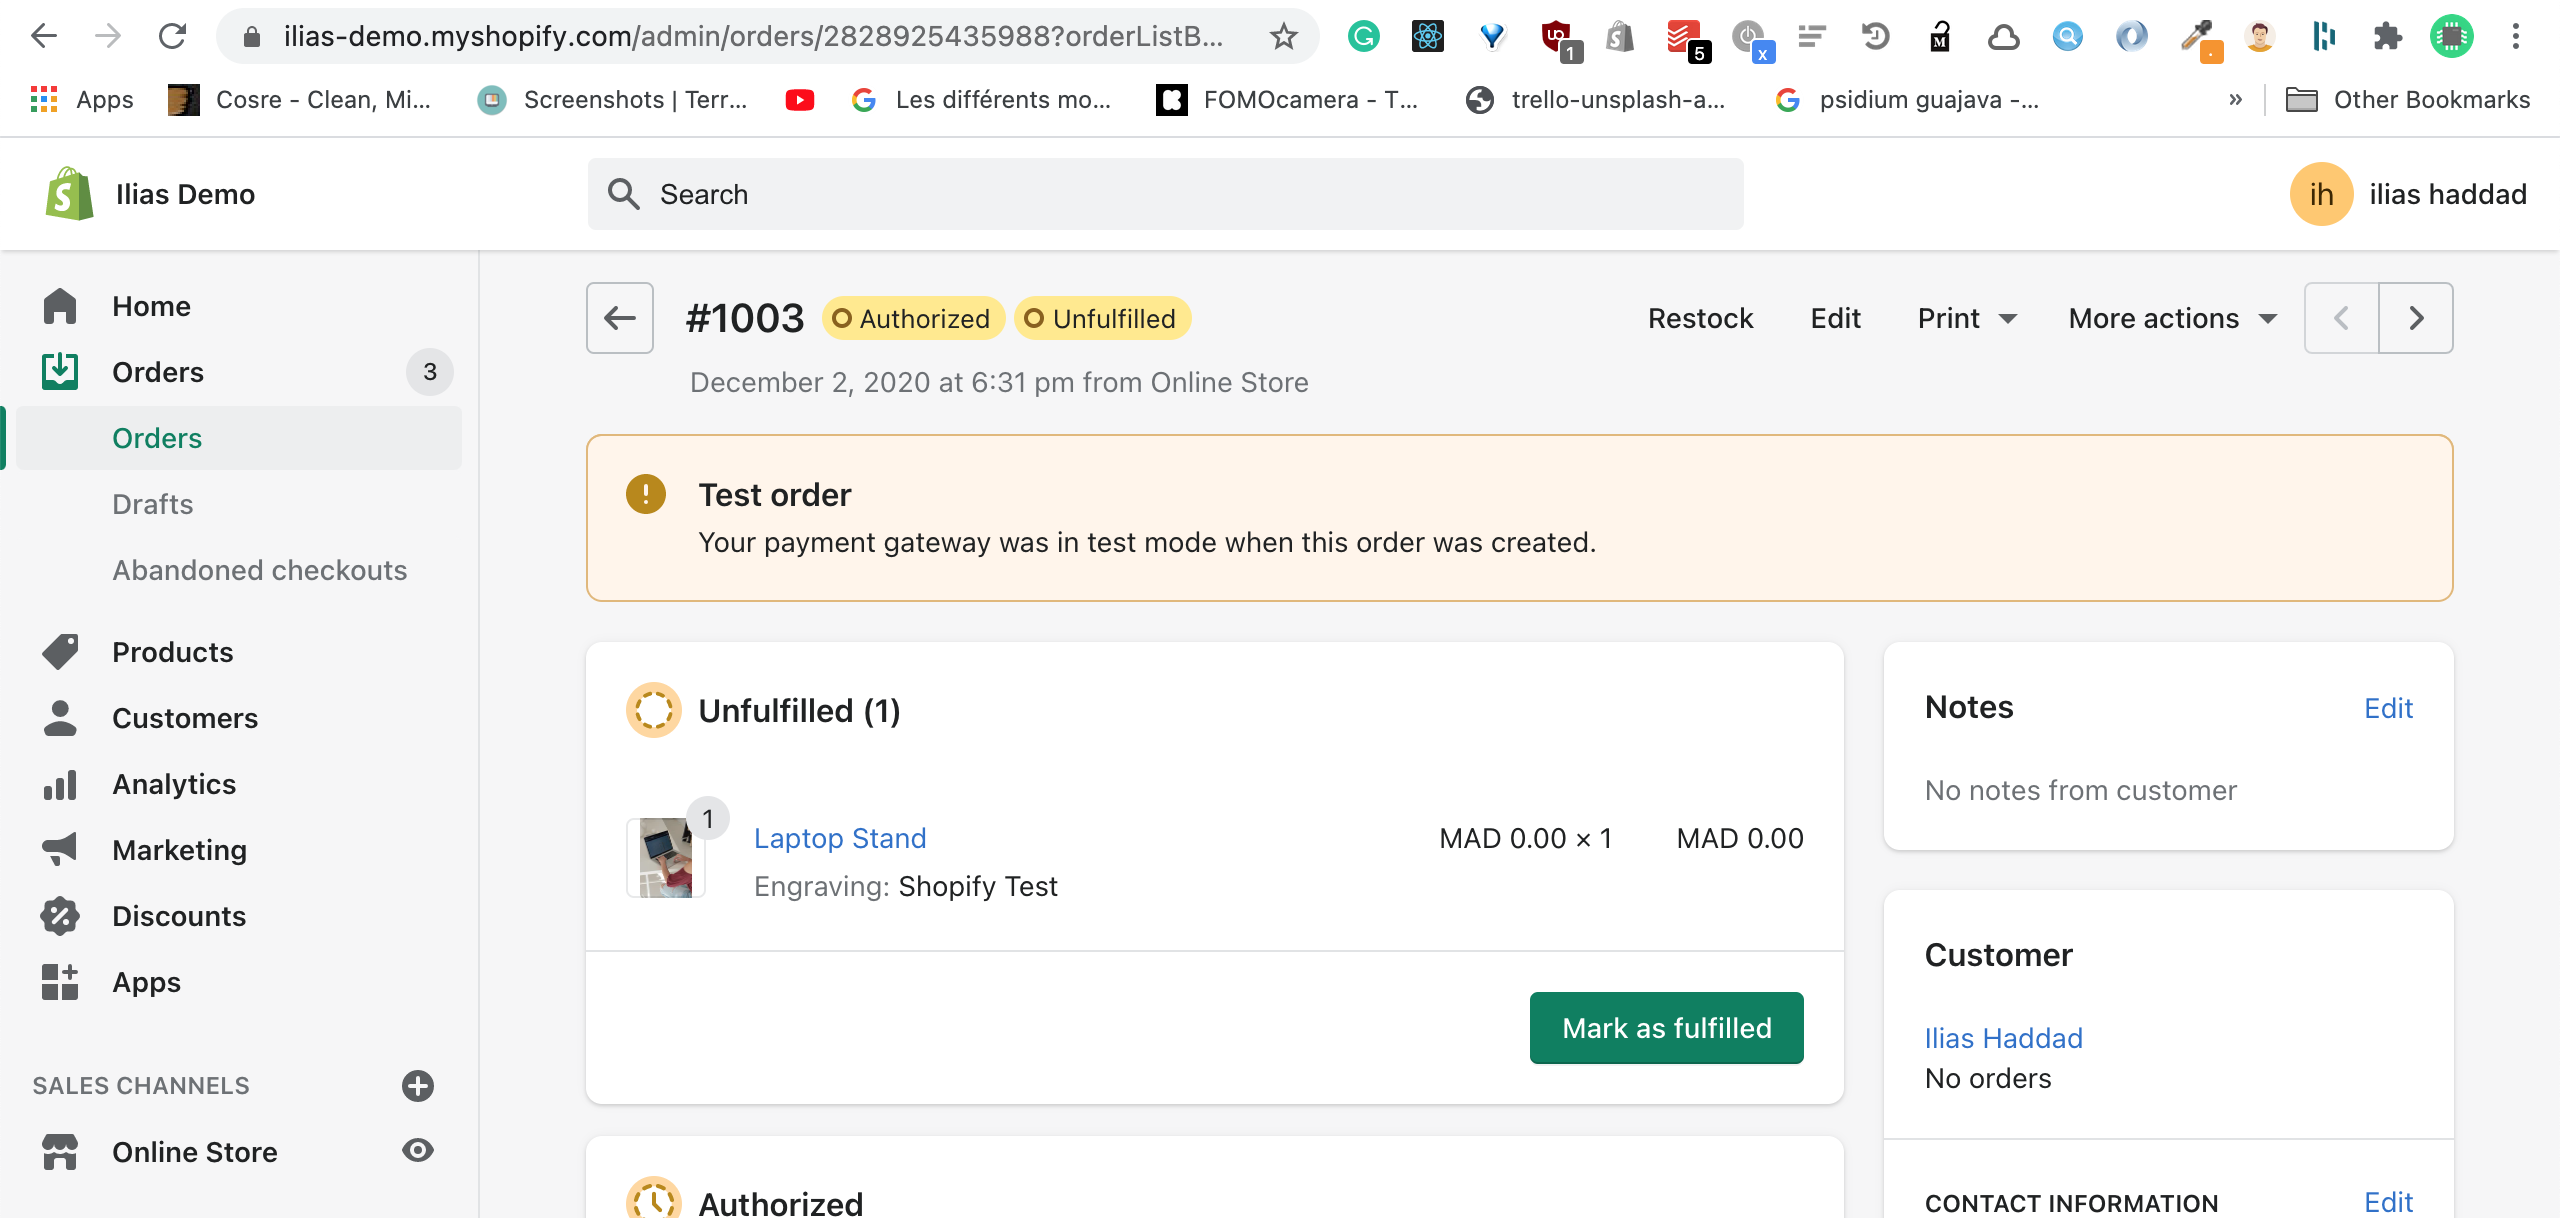 ilias-demo.myshopify.com/admin/orders/2828925435988?orderListB...
1
5
x
M
Apps
Cosre - Clean, Mi...
Screenshots | Terr...
Les différents mo...
FOMOcamera - T...
trello-unsplash-a...
psidium guajava -...
»
Other Bookmarks
Ilias Demo
Search
ih
ilias haddad
Home
Orders
3
Orders
Drafts
Abandoned checkouts
Products
Customers
Analytics
Marketing
Discounts
Apps
SALES CHANNELS
Online Store
#1003
Authorized
Unfulfilled
Restock
Edit
Print
More actions
December 2, 2020 at 6:31 pm from Online Store
Test order
Your payment gateway was in test mode when this order was created.
Unfulfilled (1)
1
Laptop Stand
MAD 0.00 × 1
MAD 0.00
Engraving: Shopify Test
Mark as fulfilled
Authorized
Notes
Edit
No notes from customer
Customer
Ilias Haddad
No orders
CONTACT INFORMATION
Edit